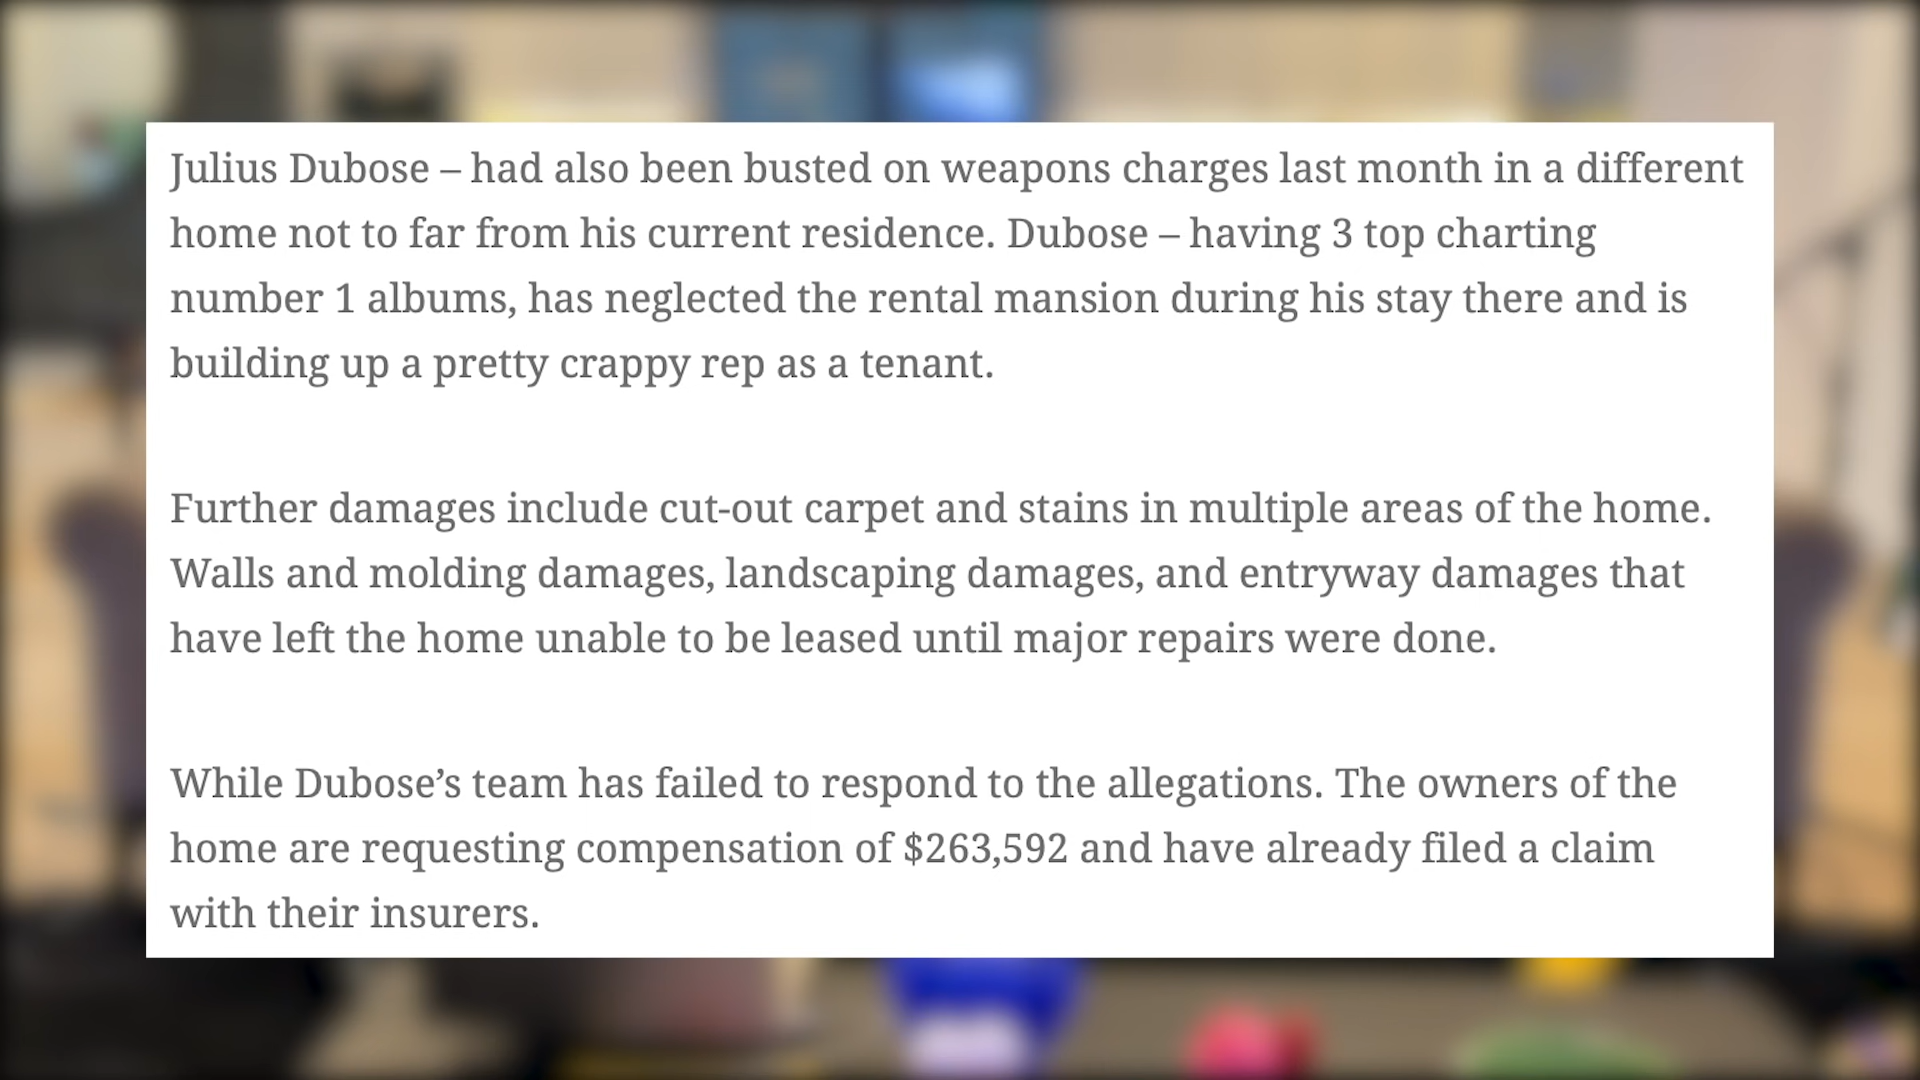 Julius Dubose – had also been busted on weapons charges last month in a different
home not to far from his current residence. Dubose – having 3 top charting
number 1 albums, has neglected the rental mansion during his stay there and is
building up a pretty crappy rep as a tenant.
Further damages include cut-out carpet and stains in multiple areas of the home.
Walls and molding damages, landscaping damages, and entryway damages that
have left the home unable to be leased until major repairs were done.
While Dubose’s team has failed to respond to the allegations. The owners of the
home are requesting compensation of $263,592 and have already filed a claim
with their insurers.